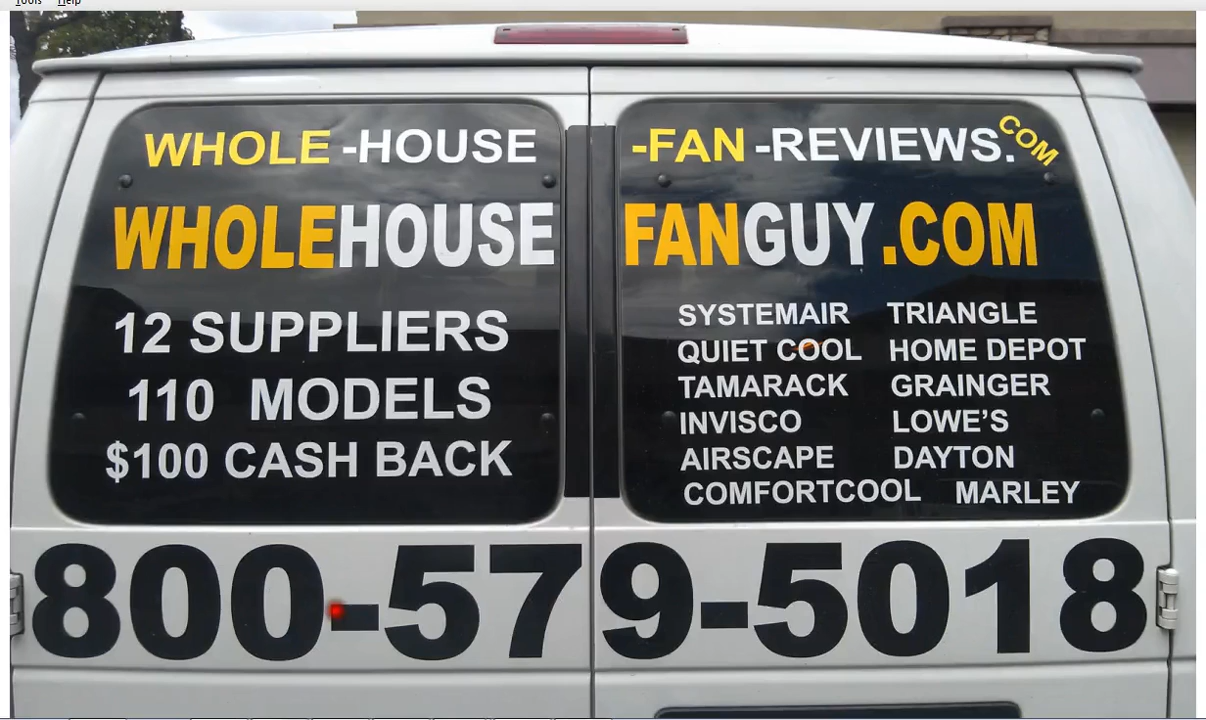 Tools Help
WHOLE-HOUSE -FAN-REVIEWS.COM
WHOLEHOUSE FANGUY.COM
12 SUPPLIERS
110 MODELS
$100 CASH BACK
SYSTEMAIR TRIANGLE
QUIET COOL HOME DEPOT
TAMARACK GRAINGER
INVISCO LOWE'S
AIRSCAPE DAYTON
COMFORTCOOL MARLEY
800-579-5018